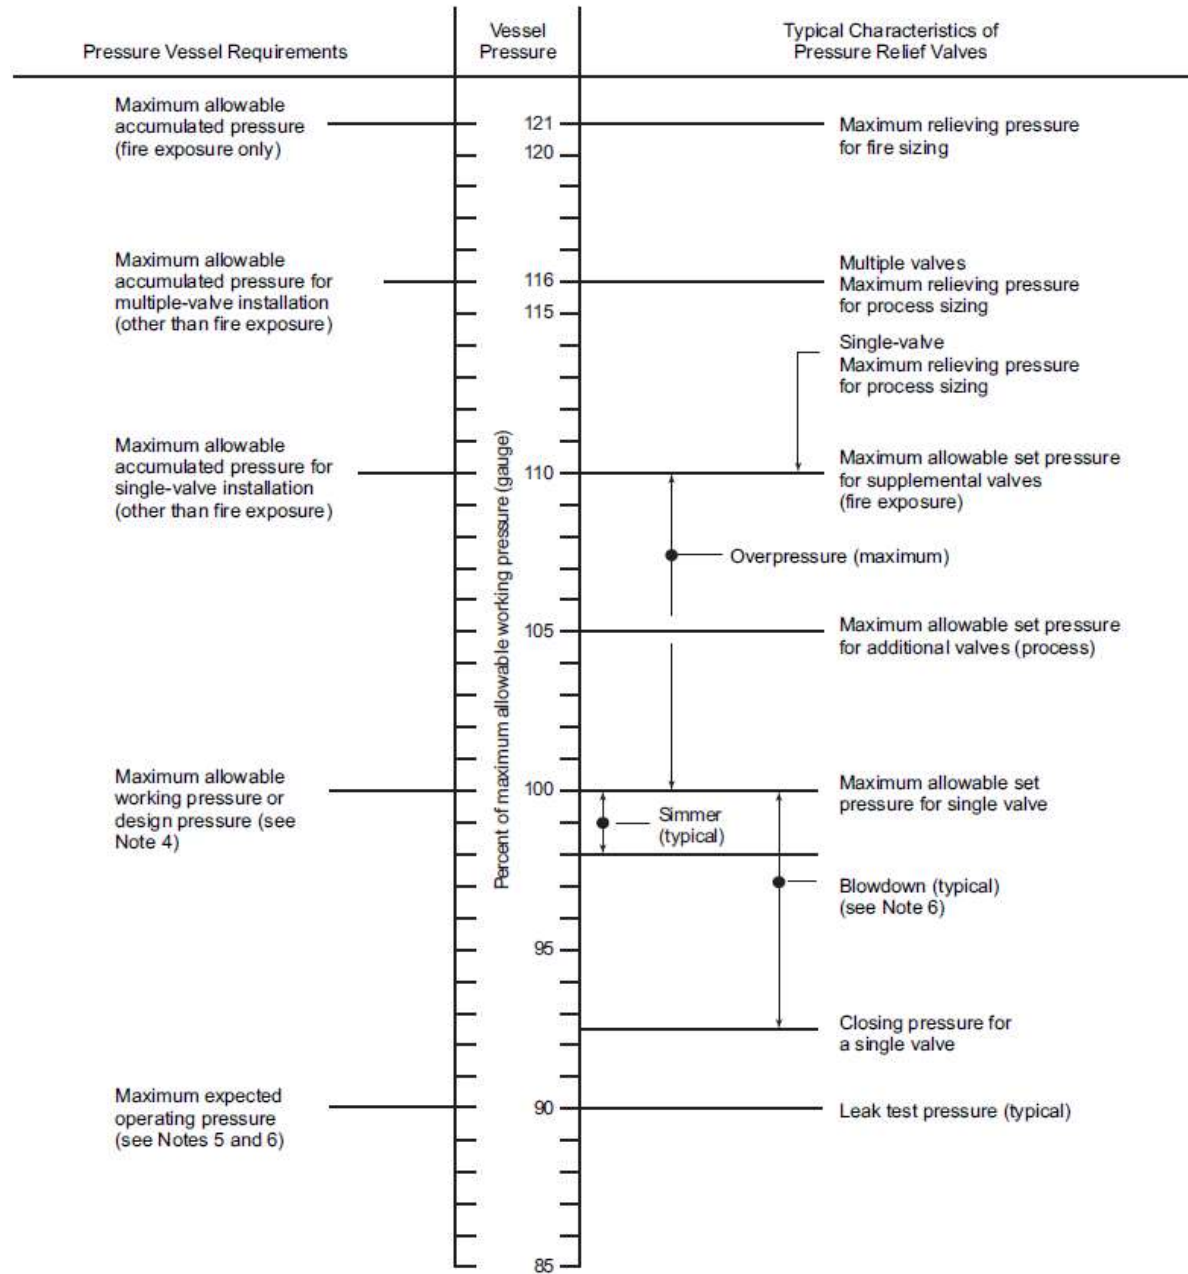 Pressure Vessel Requirements
Vessel
Pressure
Typical Characteristics of
Pressure Relief Valves
Maximum allowable
accumulated pressure
(fire exposure only)
121
120
Maximum relieving pressure
for fire sizing
Maximum allowable
accumulated pressure for
multiple-valve installation
(other than fire exposure)
116
115
Multiple valves
Maximum relieving pressure
for process sizing
Single-valve
Maximum relieving pressure
for process sizing
Maximum allowable
accumulated pressure for
single-valve installation
(other than fire exposure)
Percent of maximum allowable working pressure (gauge)
110
Maximum allowable set pressure
for supplemental valves
(fire exposure)
Overpressure (maximum)
105
Maximum allowable set pressure
for additional valves (process)
Maximum allowable
working pressure or
design pressure (see
Note 4)
100
Maximum allowable set
pressure for single valve
Simmer
(typical)
Blowdown (typical)
(see Note 6)
95
Closing pressure for
a single valve
Maximum expected
operating pressure
(see Notes 5 and 6)
90
Leak test pressure (typical)
85